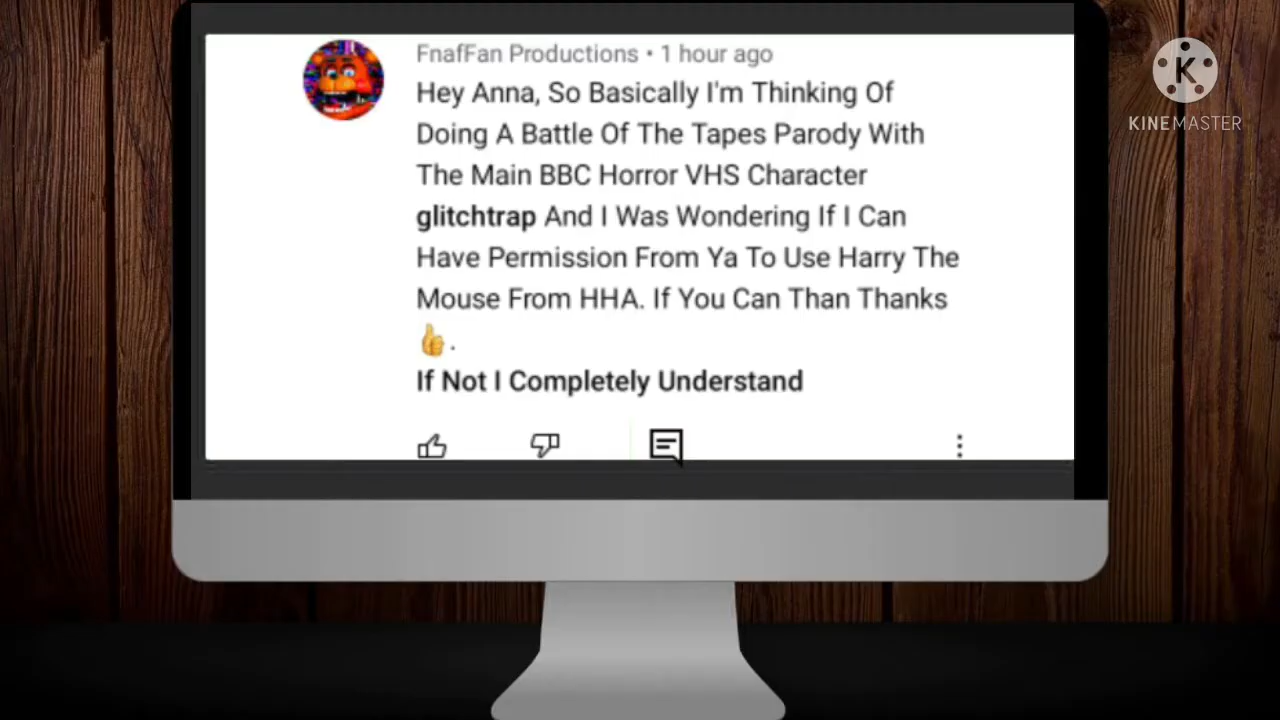 FnafFan Productions • 1 hour ago
Hey Anna, So Basically I'm Thinking Of
Doing A Battle Of The Tapes Parody With
The Main BBC Horror VHS Character
glitchtrap And I Was Wondering If I Can
Have Permission From Ya To Use Harry The
Mouse From HHA. If You Can Than Thanks
👍.
If Not I Completely Understand
K
KINEMASTER